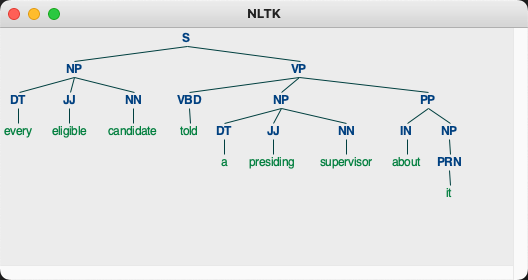 NLTK
S
NP VP
DT JJ NN VBD NP PP
every eligible candidate told DT JJ NN IN NP
a presiding supervisor about PRN
it